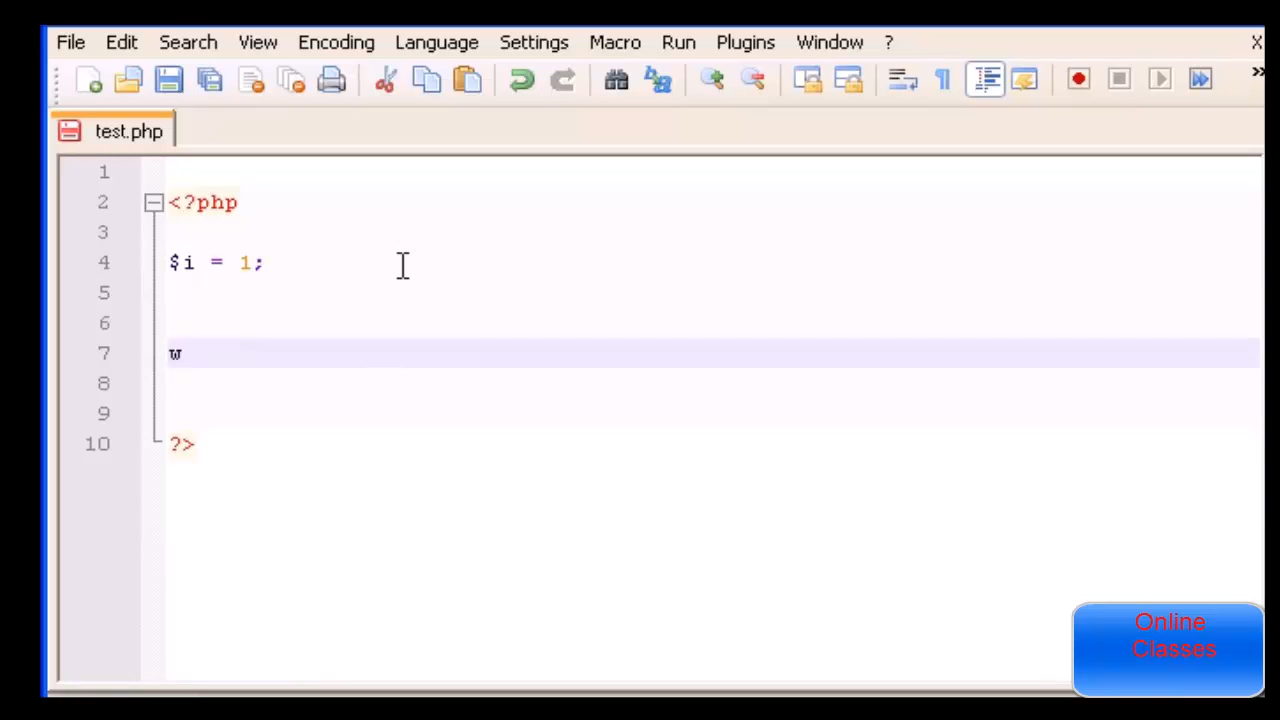 File Edit Search View Encoding Language Settings Macro Run Plugins Window ? X
test.php
1
2 <?php
3
4 $i = 1;
5
6
7 w
8
9
10 ?>
Online
Classes